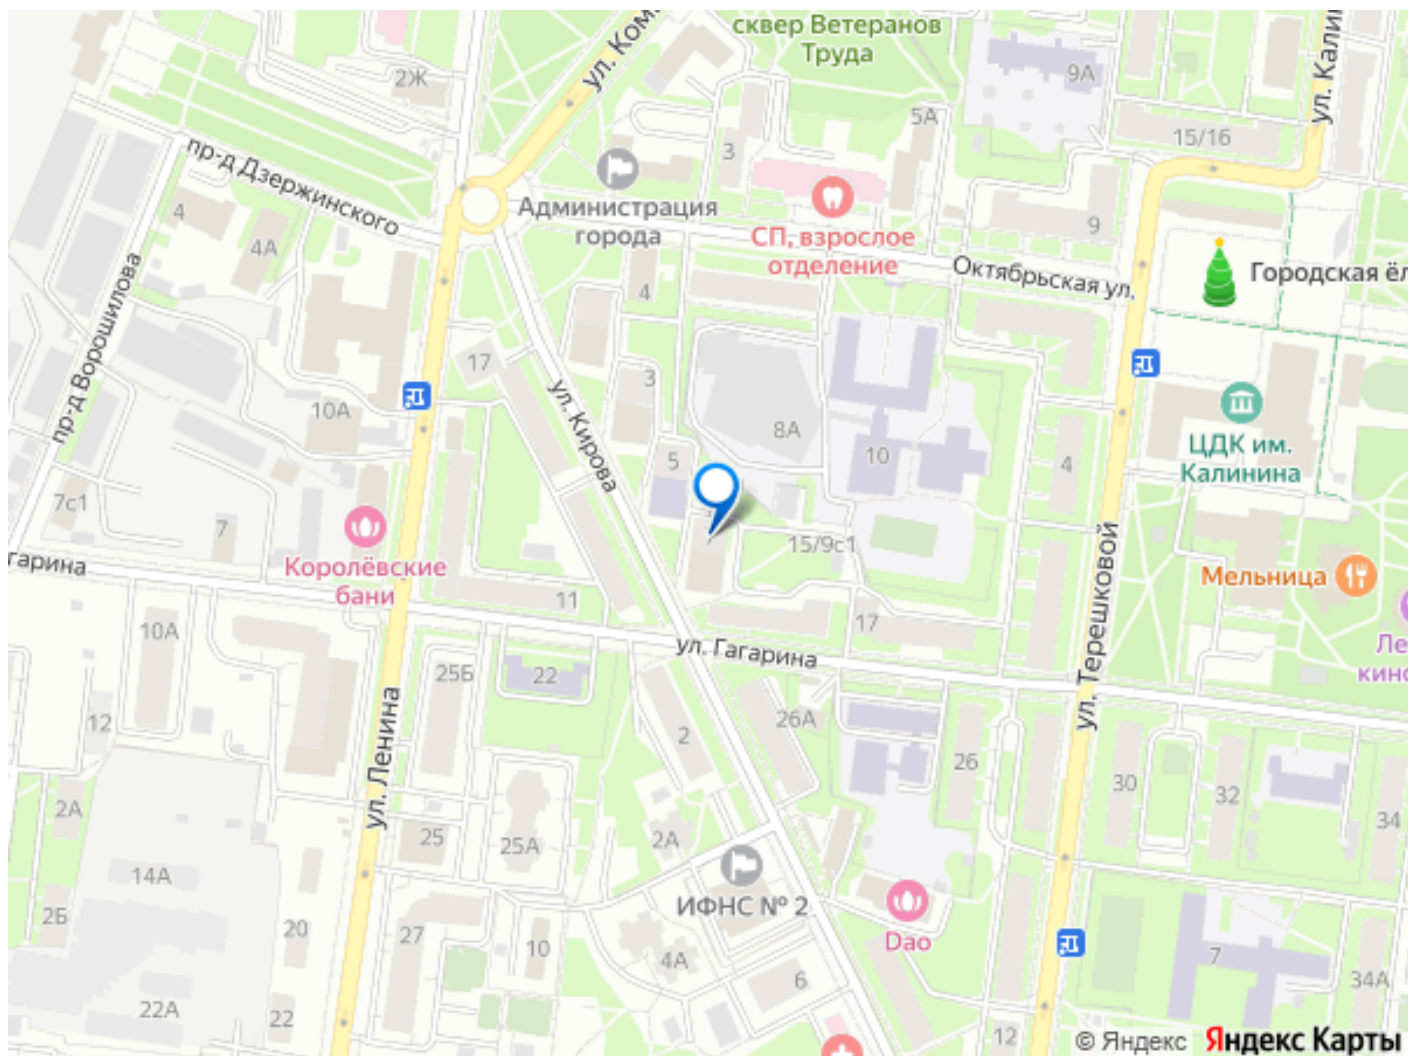 сквер Ветеранов
Труда
ул. Ком
2Ж
9А
ул. Кали
5А
15/16
3
пр-д Дзержинского
4
4А
Администрация
города
СП, взрослое
отделение
9
Октябрьская ул.
Городская ёл
4
пр-д Ворошилова
17
3
ул. Кирова
10А
8А
10
4
ЦДК им.
Калинина
5
7с1
7
Королёвские
бани
15/9с1
гарина
11
17
Мельница
ул. Терешковой
10А
ул. Гагарина
Ле
кино
25Б
22
26А
2
12
ул. Ленина
26
30
32
34
2А
25
25А
2А
14А
ИФНС № 2
2Б
20
27
10
4А
6
Dao
7
34А
22А
22
12
© Яндекс Яндекс Карты